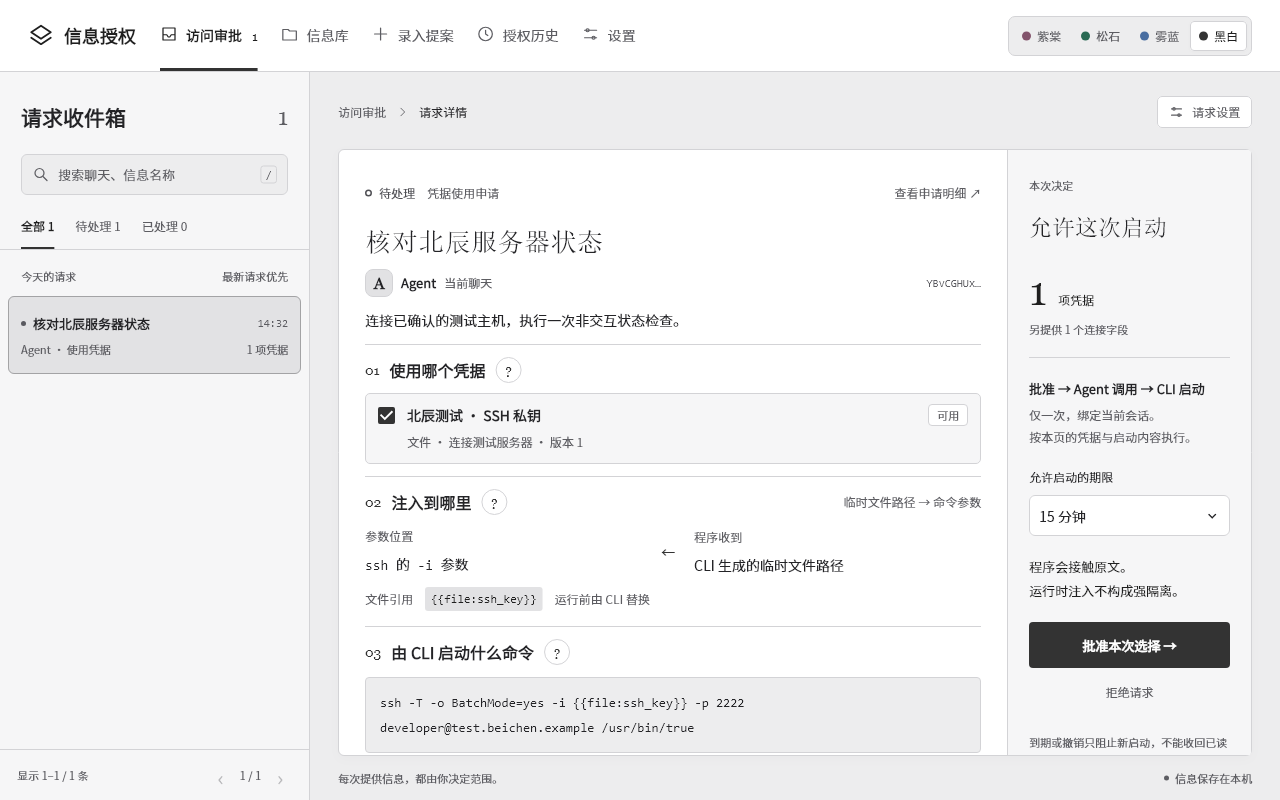 信息授权
访问审批 1
信息库
录入提案
授权历史
设置
紫棠
松石
雾蓝
黑白
请求收件箱 1
搜索聊天、信息名称 /
全部 1 待处理 1 已处理 0
今天的请求 最新请求优先
核对北辰服务器状态 14:32
Agent · 使用凭据 1 项凭据
显示 1–1 / 1 条 ‹ 1 / 1 ›
访问审批 > 请求详情
请求设置
待处理 凭据使用申请 查看申请明细 ↗
核对北辰服务器状态
A Agent 当前聊天 YBVCGHUX…
连接已确认的测试主机，执行一次非交互状态检查。
01 使用哪个凭据 ?
北辰测试 · SSH 私钥 可用
文件 · 连接测试服务器 · 版本 1
02 注入到哪里 ? 临时文件路径 → 命令参数
参数位置 ← 程序收到
ssh 的 -i 参数 CLI 生成的临时文件路径
文件引用 {{file:ssh_key}} 运行前由 CLI 替换
03 由 CLI 启动什么命令 ?
ssh -T -o BatchMode=yes -i {{file:ssh_key}} -p 2222
developer@test.beichen.example /usr/bin/true
本次决定
允许这次启动
1 项凭据
另提供 1 个连接字段
批准 → Agent 调用 → CLI 启动
仅一次，绑定当前会话。
按本页的凭据与启动内容执行。
允许启动的期限
15 分钟
程序会接触原文。
运行时注入不构成强隔离。
批准本次选择 →
拒绝请求
到期或撤销只阻止新启动，不能收回已读
每次提供信息，都由你决定范围。
信息保存在本机